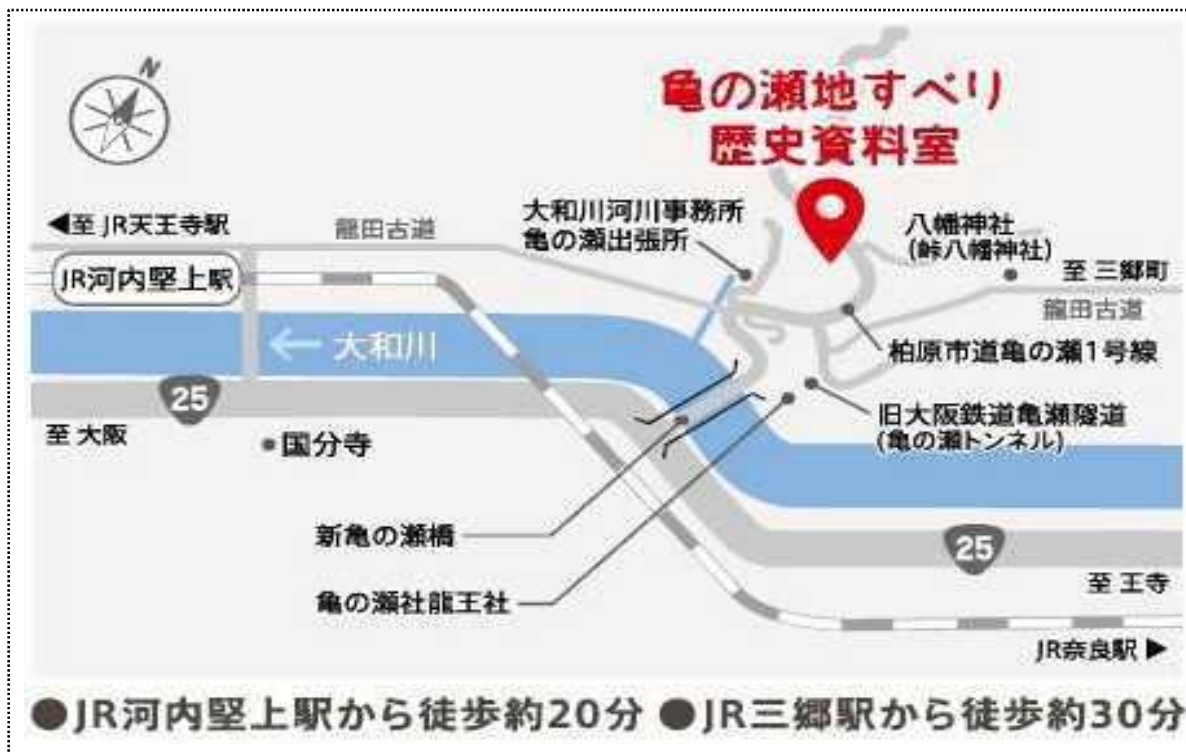 N
亀の瀬地すべり
歴史資料室
◀至 JR天王寺駅
龍田古道
大和川河川事務所
亀の瀬出張所
八幡神社
(峠八幡神社)
至 三郷町
龍田古道
JR河内堅上駅
← 大和川
柏原市道亀の瀬1号線
25
旧大阪鉄道亀瀬隧道
(亀の瀬トンネル)
至 大阪
国分寺
新亀の瀬橋
25
亀の瀬社龍王社
至 王寺
JR奈良駅 ▶
●JR河内堅上駅から徒歩約20分 ●JR三郷駅から徒歩約30分